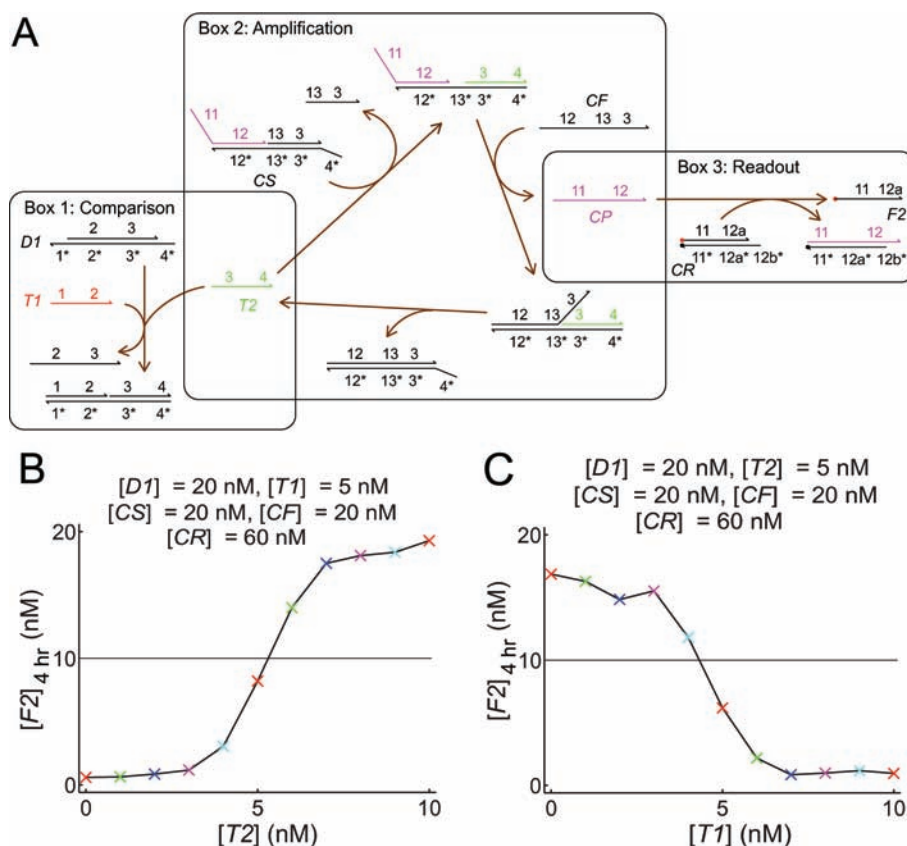 A
Box 2: Amplification
11
12 3 4
12* 13* 3* 4*
13 3
11
12 13 3
12* 13* 3* 4*
CS
CF
12 13 3
Box 3: Readout
11 12
CP
11 12a
F2
11 12a
CR
11* 12a* 12b*
11 12
11* 12a* 12b*
Box 1: Comparison
D1
2 3
1* 2* 3* 4*
T1
1 2
3 4
T2
2 3
1 2 3 4
1* 2* 3* 4*
3
12 13 3 4
12* 13* 3* 4*
12 13 3
12* 13* 3* 4*
B
[D1] = 20 nM, [T1] = 5 nM
[CS] = 20 nM, [CF] = 20 nM
[CR] = 60 nM
[F2]4 hr (nM)
20
10
0
0 5 10
[T2] (nM)
C
[D1] = 20 nM, [T2] = 5 nM
[CS] = 20 nM, [CF] = 20 nM
[CR] = 60 nM
[F2]4 hr (nM)
20
10
0
0 5 10
[T1] (nM)